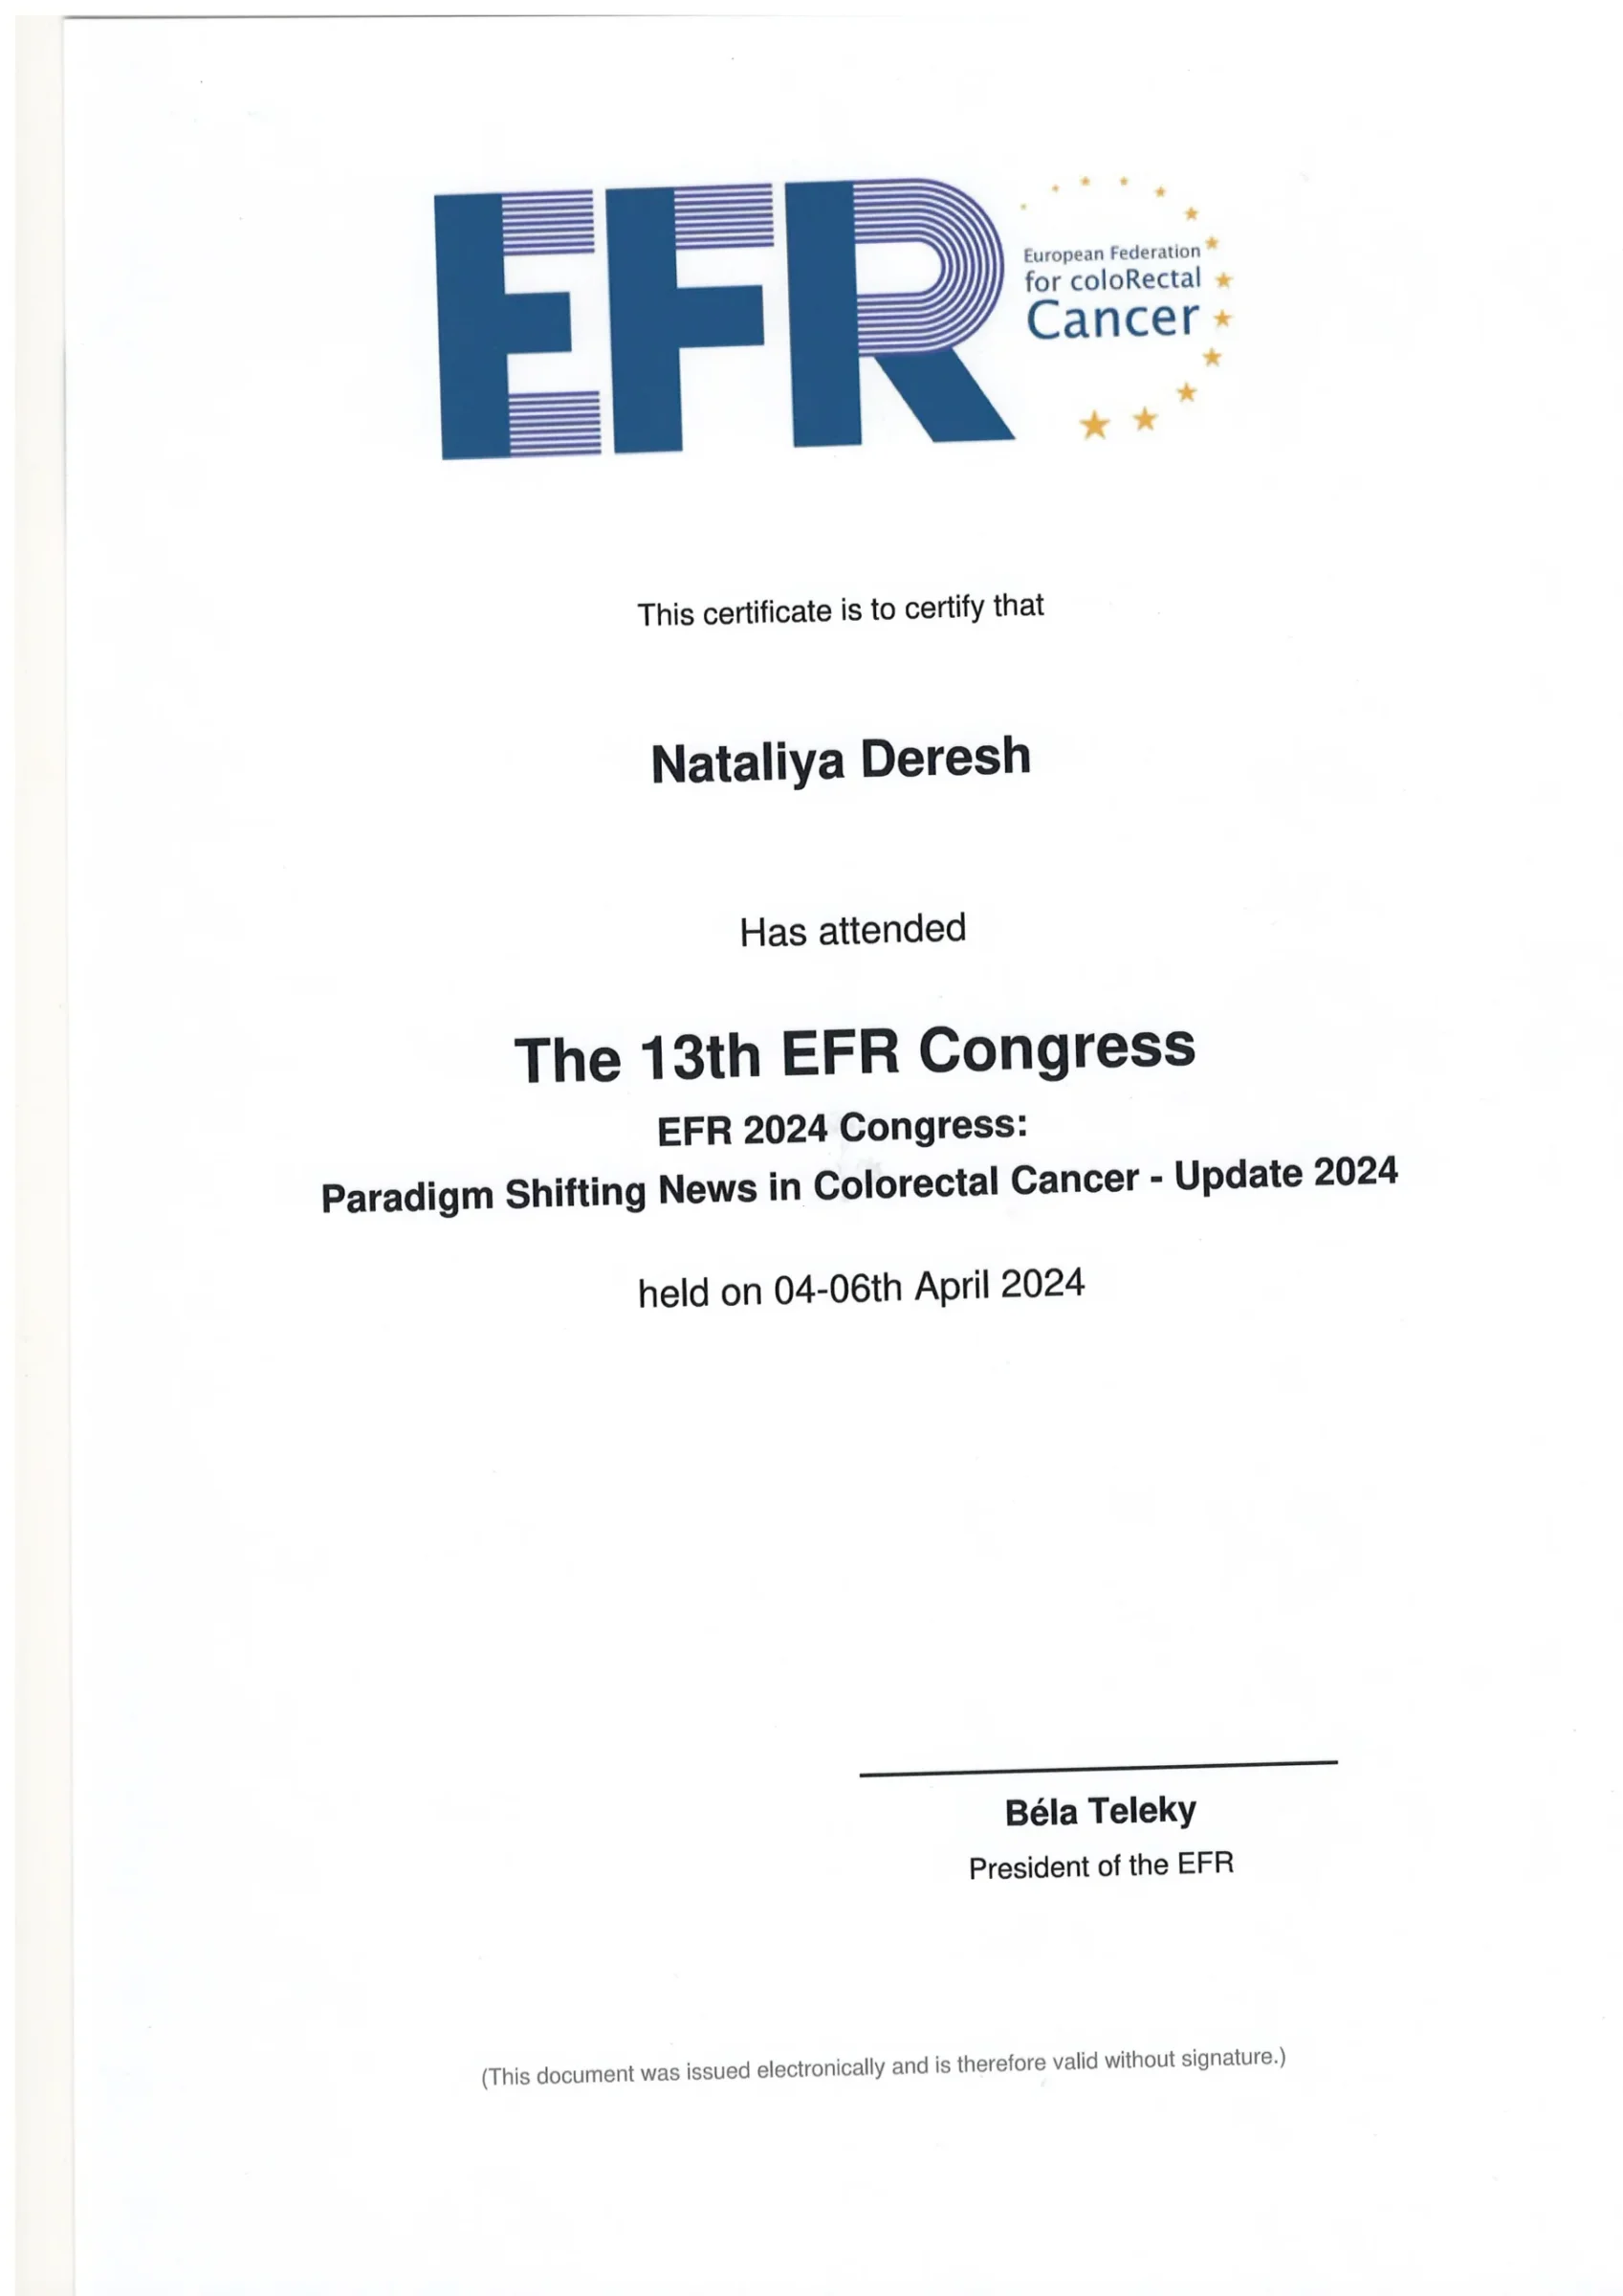 EFR
European Federation
for coloRectal
Cancer
This certificate is to certify that
Nataliya Deresh
Has attended
The 13th EFR Congress
EFR 2024 Congress:
Paradigm Shifting News in Colorectal Cancer - Update 2024
held on 04-06th April 2024
Béla Teleky
President of the EFR
(This document was issued electronically and is therefore valid without signature.)